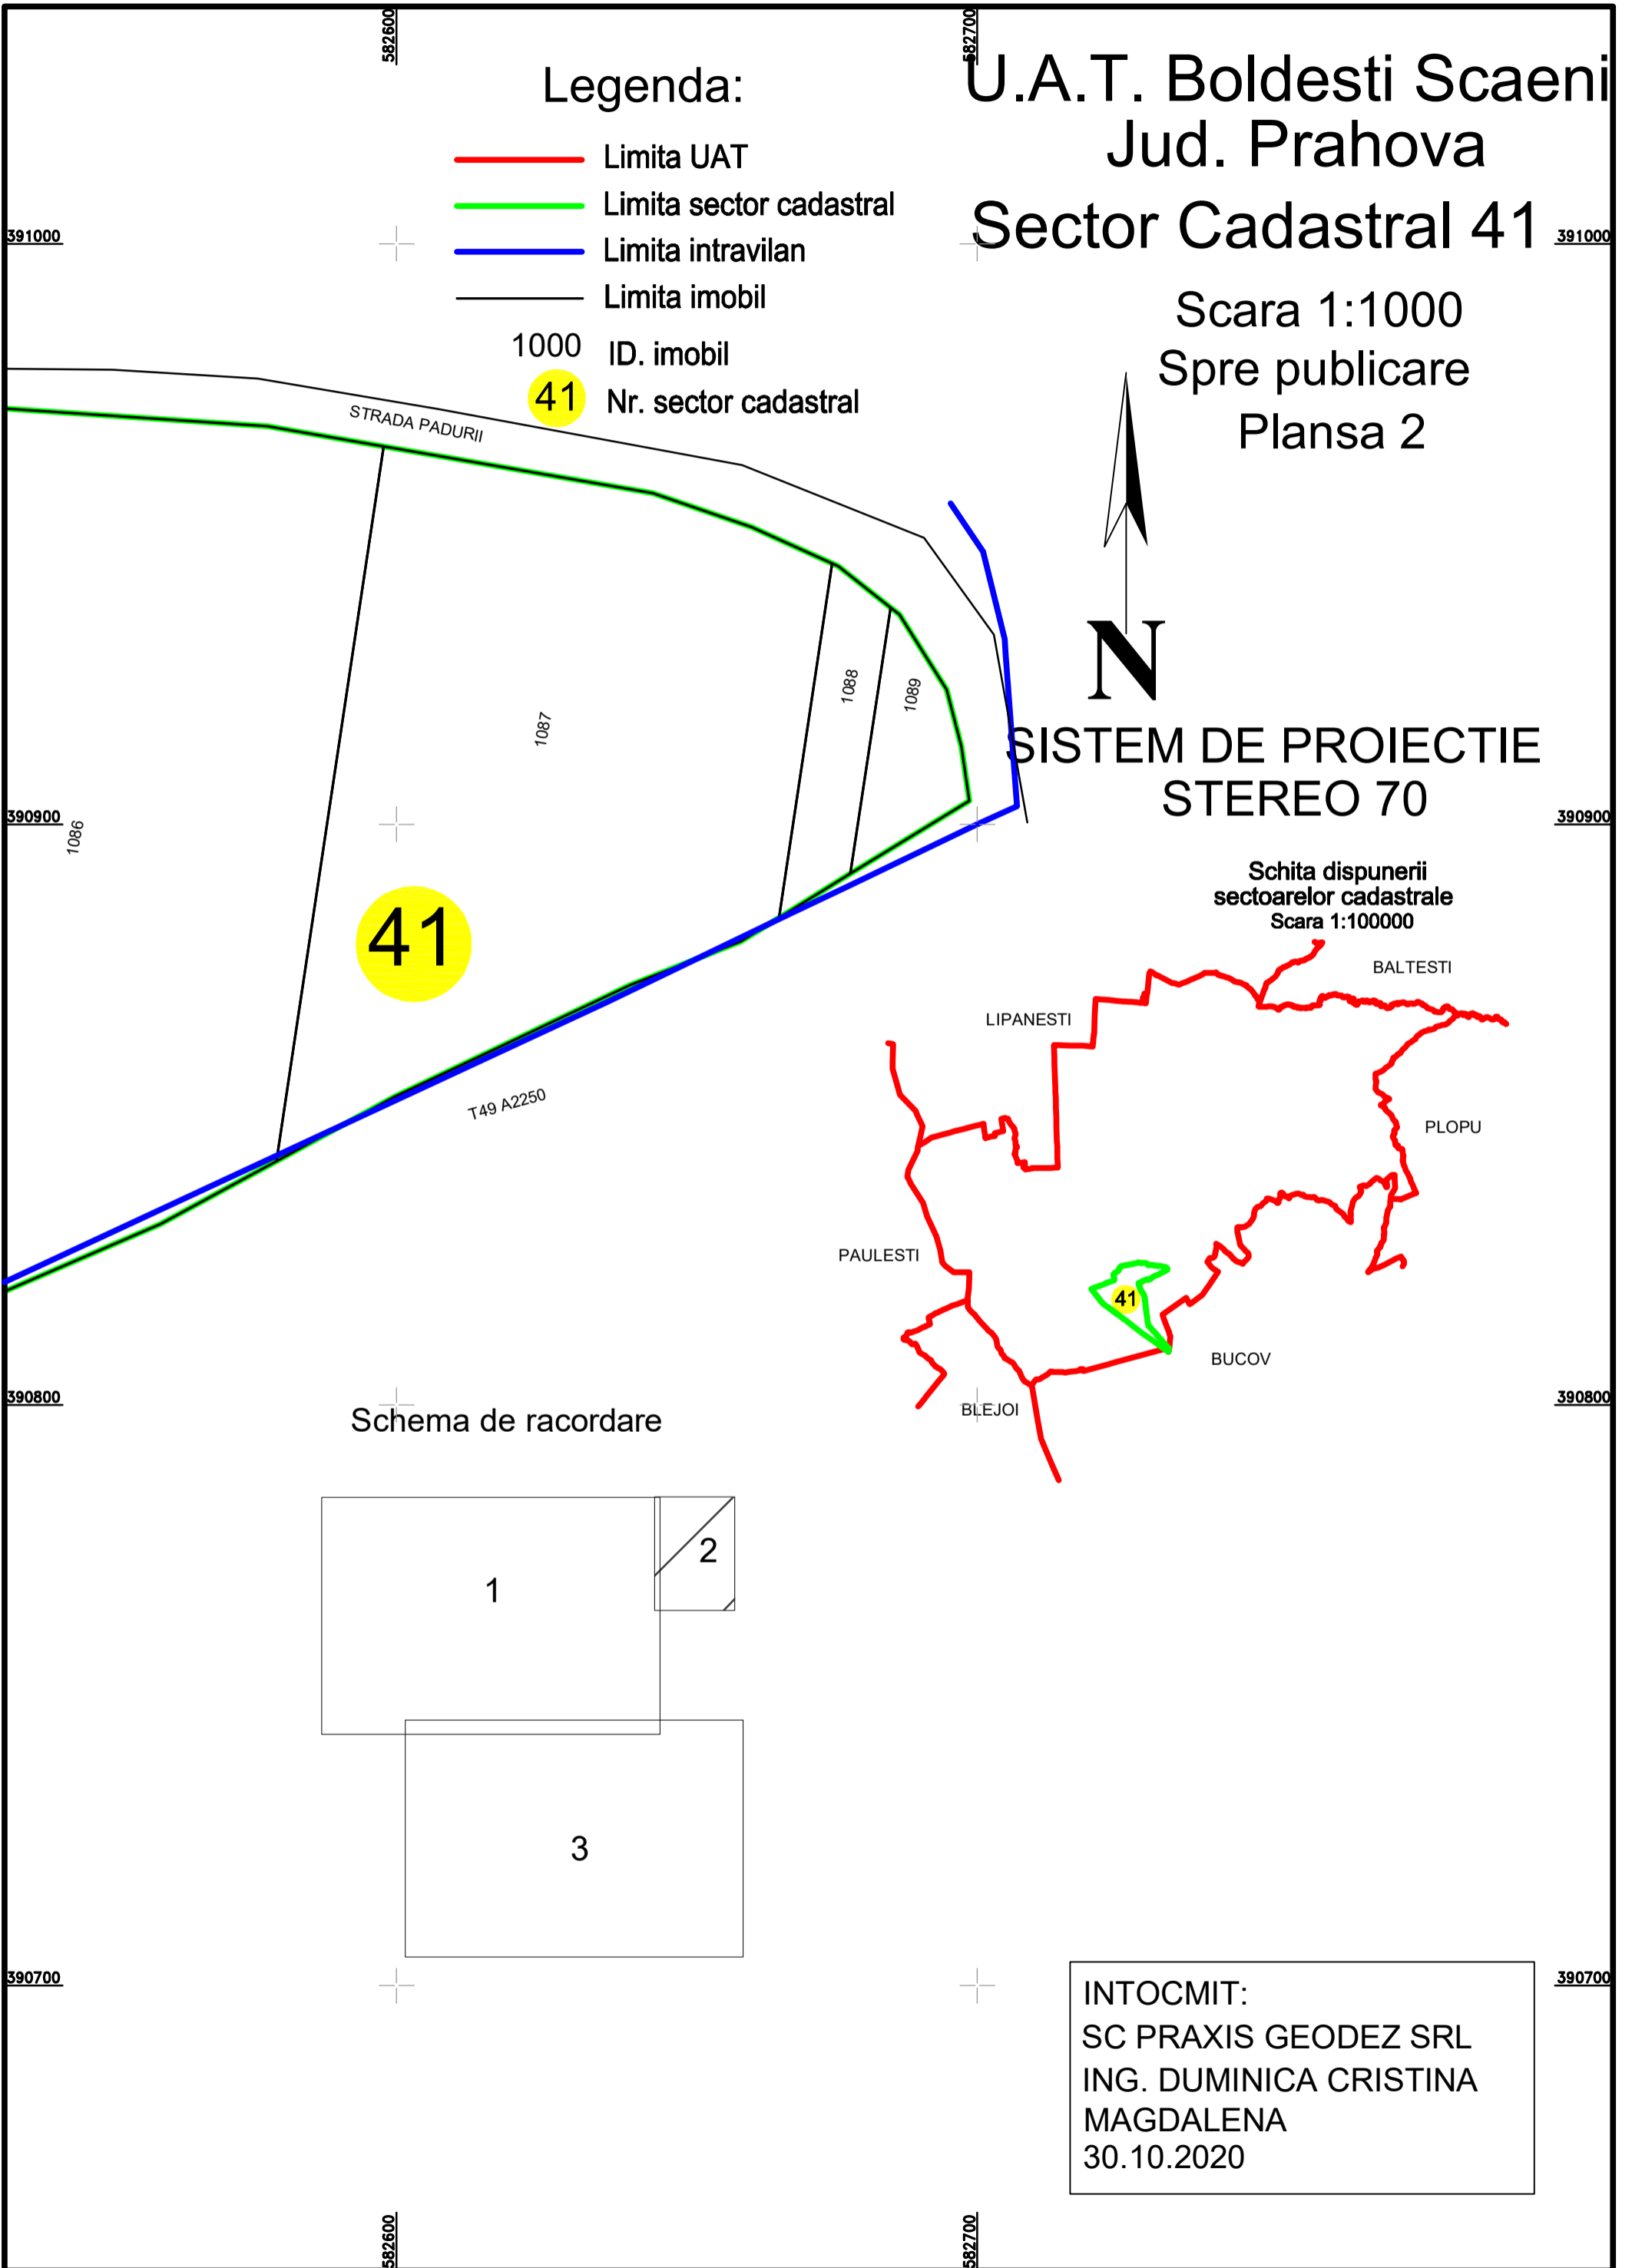 582600
582700
Legenda:
Limita UAT
Limita sector cadastral
Limita intravilan
Limita imobil
1000 ID. imobil
41 Nr. sector cadastral
U.A.T. Boldesti Scaeni
Jud. Prahova
Sector Cadastral 41
Scara 1:1000
Spre publicare
Plansa 2
391000
391000
STRADA PADURII
N
1086
1087
1088
1089
41
T49 A2250
SISTEM DE PROIECTIE
STEREO 70
390900
390900
Schita dispunerii
sectoarelor cadastrale
Scara 1:100000
BALTESTI
LIPANESTI
PLOPU
PAULESTI
41
BUCOV
BLEJOI
390800
390800
Schema de racordare
1
2
3
390700
390700
INTOCMIT:
SC PRAXIS GEODEZ SRL
ING. DUMINICA CRISTINA
MAGDALENA
30.10.2020
582600
582700